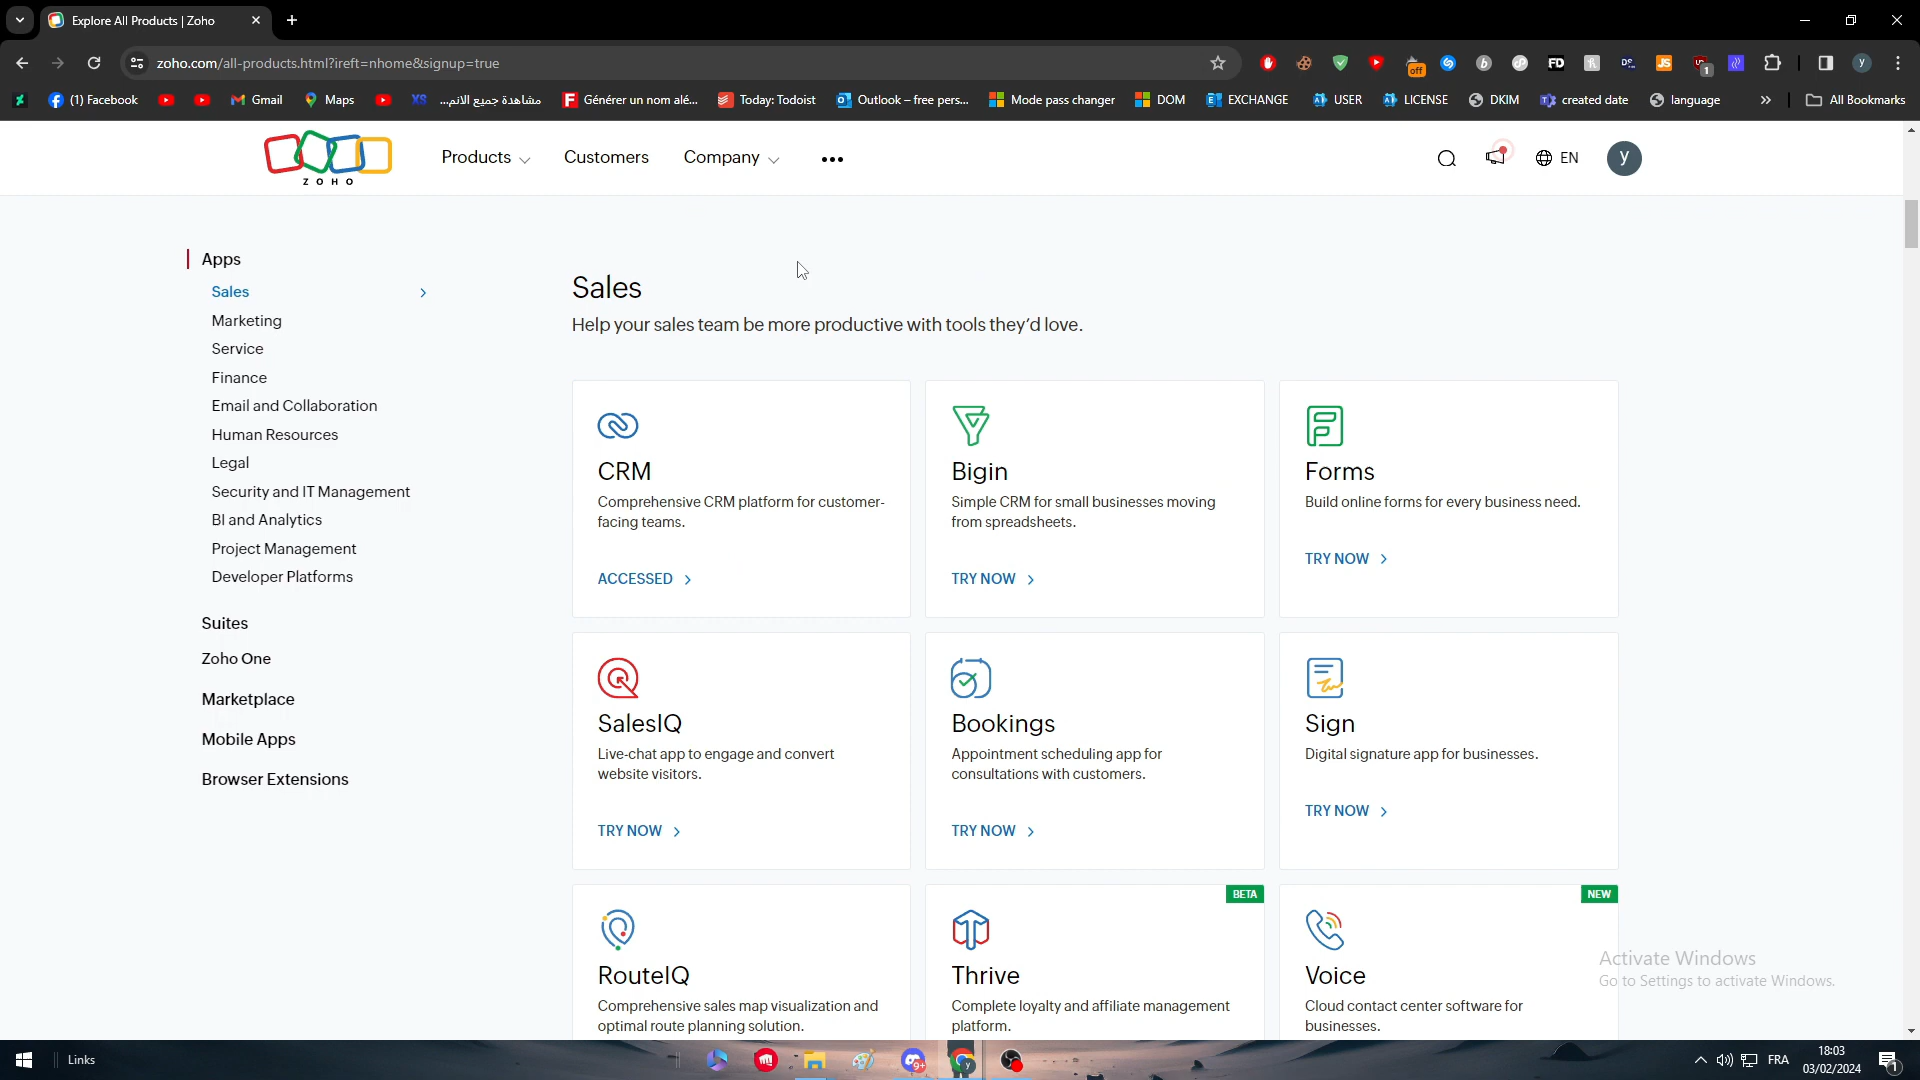 Explore All Products | Zoho
zoho.com/all-products.html?ireft=nhome&signup=true
off
FD
JS
1
y
(1) Facebook
Gmail
Maps
XS
مشاهدة جميع الانم...
Générer un nom alé...
Today: Todoist
Outlook – free pers...
Mode pass changer
DOM
EXCHANGE
USER
LICENSE
DKIM
created date
language
All Bookmarks
ZOHO
Products
Customers
Company
EN
y
Apps
Sales
Marketing
Service
Finance
Email and Collaboration
Human Resources
Legal
Security and IT Management
BI and Analytics
Project Management
Developer Platforms
Suites
Zoho One
Marketplace
Mobile Apps
Browser Extensions
Sales
Help your sales team be more productive with tools they'd love.
CRM
Comprehensive CRM platform for customer-
facing teams.
ACCESSED
Bigin
Simple CRM for small businesses moving
from spreadsheets.
TRY NOW
Forms
Build online forms for every business need.
TRY NOW
SalesIQ
Live-chat app to engage and convert
website visitors.
TRY NOW
Bookings
Appointment scheduling app for
consultations with customers.
TRY NOW
Sign
Digital signature app for businesses.
TRY NOW
RouteIQ
Comprehensive sales map visualization and
optimal route planning solution.
BETA
Thrive
Complete loyalty and affiliate management
platform.
NEW
Voice
Cloud contact center software for
businesses.
Activate Windows
Go to Settings to activate Windows.
Links
9+
y
FRA
18:03
03/02/2024
1